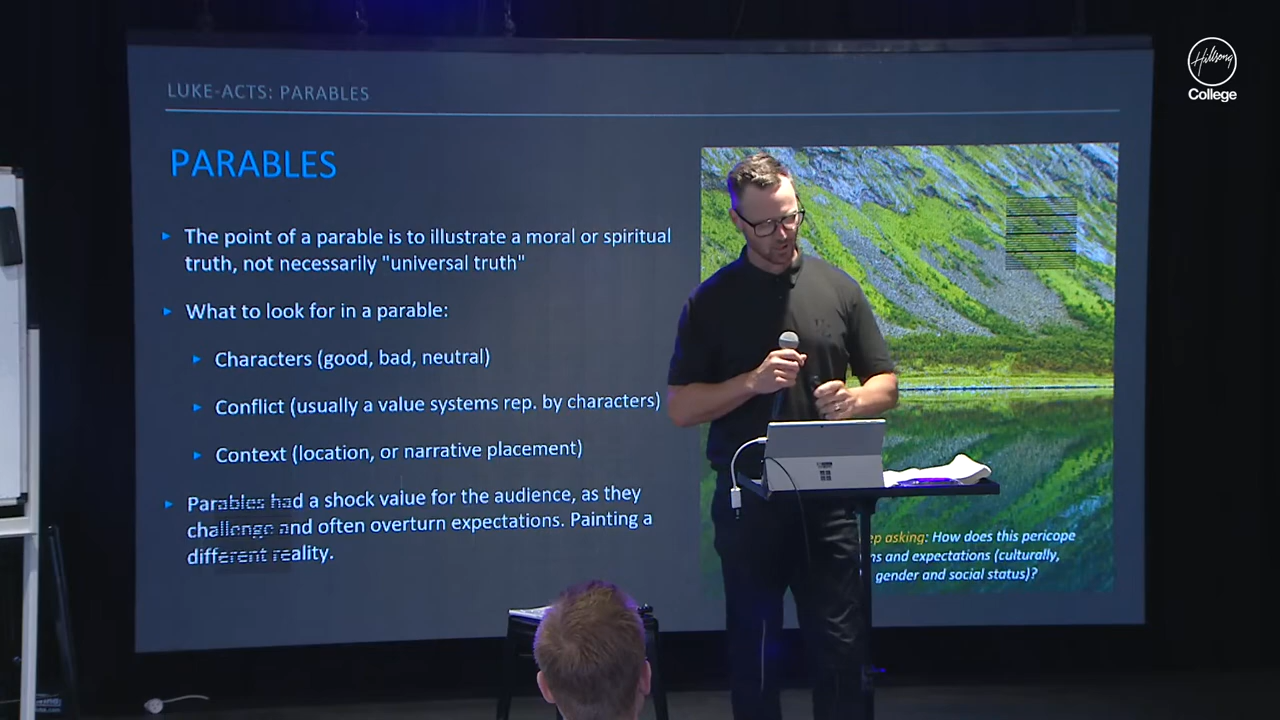 Hillsong
College
LUKE-ACTS: PARABLES
PARABLES
The point of a parable is to illustrate a moral or spiritual
truth, not necessarily "universal truth"
What to look for in a parable:
Characters (good, bad, neutral)
Conflict (usually a value systems rep. by characters)
Context (location, or narrative placement)
Parables had a shock value for the audience, as they
challenge and often overturn expectations. Painting a
different reality.
asking: How does this pericope
and expectations (culturally,
gender and social status)?